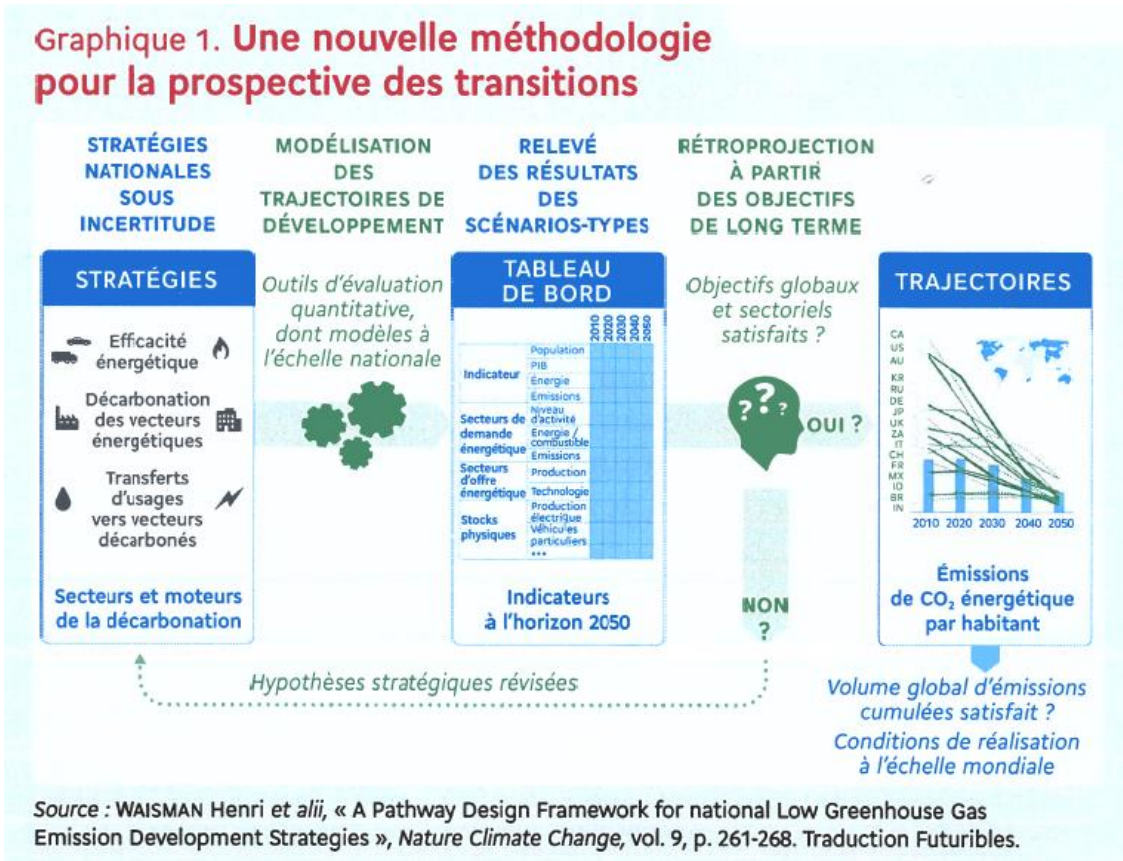 Graphique 1. Une nouvelle méthodologie
pour la prospective des transitions
STRATÉGIES
NATIONALES
SOUS
INCERTITUDE
MODÉLISATION
DES
TRAJECTOIRES DE
DÉVELOPPEMENT
RELEVÉ
DES RÉSULTATS
DES
SCÉNARIOS-TYPES
RÉTROPROJECTION
À PARTIR
DES OBJECTIFS
DE LONG TERME
STRATÉGIES
Efficacité
énergétique
Décarbonation
des vecteurs
énergétiques
Transferts
d'usages
vers vecteurs
décarbonés
Secteurs et moteurs
de la décarbonation
Outils d'évaluation
quantitative,
dont modèles à
l'échelle nationale
TABLEAU
DE BORD
2010
2020
2030
2040
2050
Indicateur
Population
PIB
Énergie
Émissions
Secteurs de
demande
énergétique
Niveau
d'activité
Énergie /
combustible
Émissions
Secteurs
d'offre
énergétique
Production
Technologie
Stocks
physiques
Production
électrique
Véhicules
particuliers
•••
Indicateurs
à l'horizon 2050
Objectifs globaux
et sectoriels
satisfaits ?
? ? ?
OUI ?
NON
?
TRAJECTOIRES
CA
US
AU
KR
RU
DE
JP
UK
ZA
IT
CH
FR
MX
ID
BR
IN
2010 2020 2030 2040 2050
Émissions
de CO₂ énergétique
par habitant
Hypothèses stratégiques révisées
Volume global d'émissions
cumulées satisfait ?
Conditions de réalisation
à l'échelle mondiale
Source : WAISMAN Henri et alii, « A Pathway Design Framework for national Low Greenhouse Gas
Emission Development Strategies », Nature Climate Change, vol. 9, p. 261-268. Traduction Futuribles.